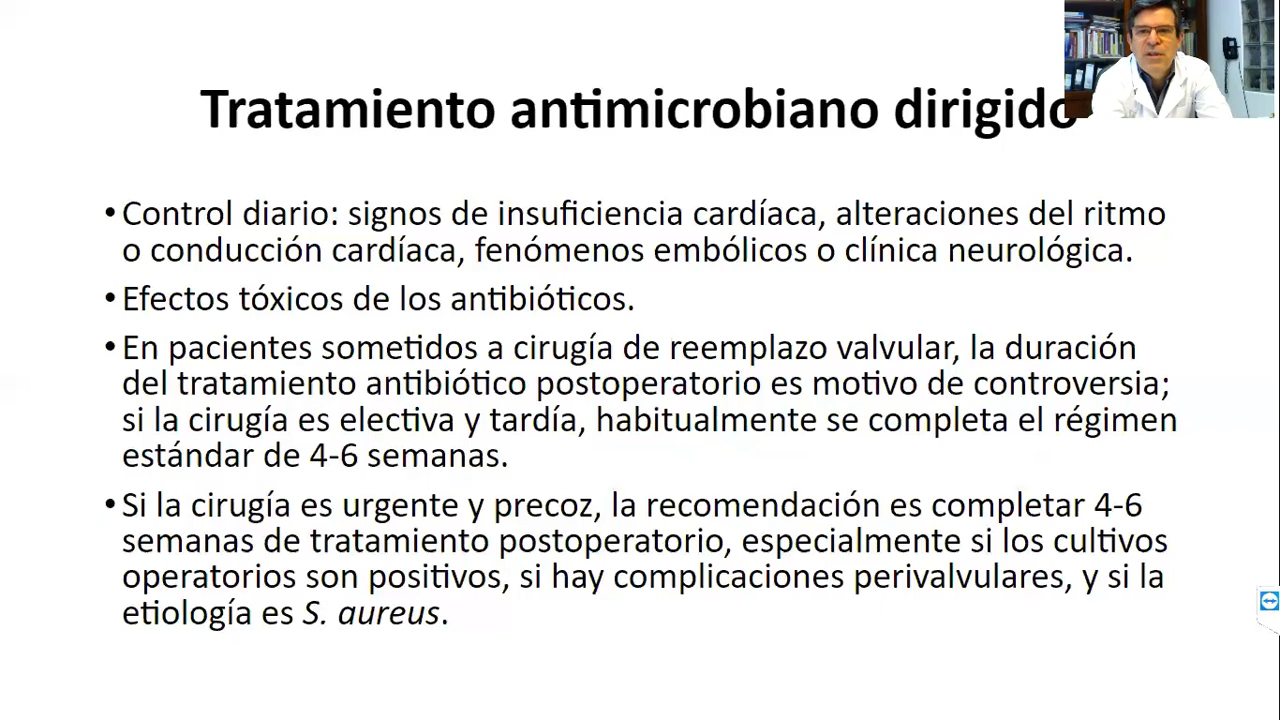 Tratamiento antimicrobiano dirigido
• Control diario: signos de insuficiencia cardíaca, alteraciones del ritmo
o conducción cardíaca, fenómenos embólicos o clínica neurológica.
• Efectos tóxicos de los antibióticos.
• En pacientes sometidos a cirugía de reemplazo valvular, la duración
del tratamiento antibiótico postoperatorio es motivo de controversia;
si la cirugía es electiva y tardía, habitualmente se completa el régimen
estándar de 4-6 semanas.
• Si la cirugía es urgente y precoz, la recomendación es completar 4-6
semanas de tratamiento postoperatorio, especialmente si los cultivos
operatorios son positivos, si hay complicaciones perivalvulares, y si la
etiología es S. aureus.